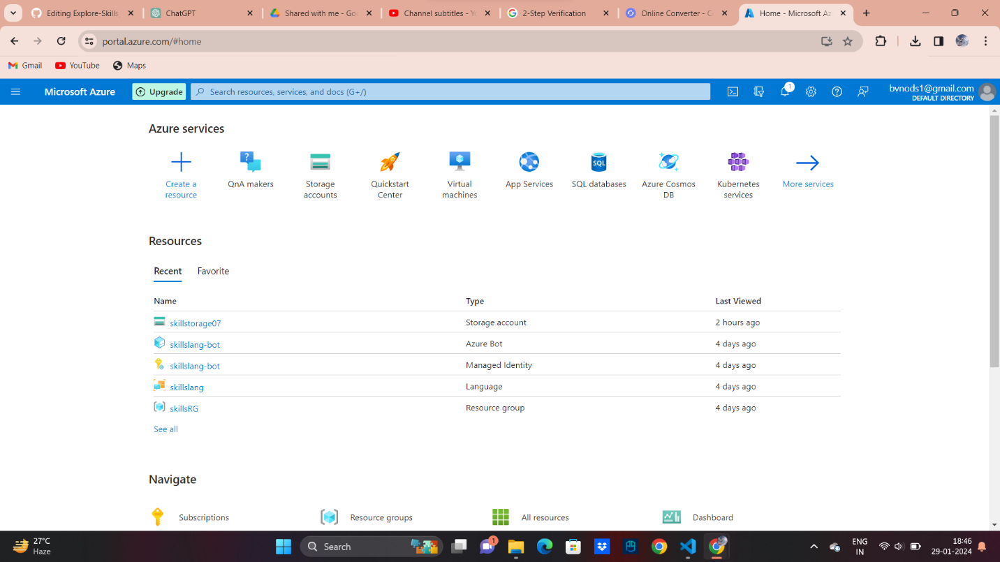 Editing Explore-Skills
ChatGPT
Shared with me - Goo
Channel subtitles - Yo
2-Step Verification
Online Converter - C
Home - Microsoft Az
portal.azure.com/#home
Gmail
YouTube
Maps
Microsoft Azure
Upgrade
Search resources, services, and docs (G+/)
1
bvnods1@gmail.com
DEFAULT DIRECTORY
Azure services
Create a
resource
QnA makers
Storage
accounts
Quickstart
Center
Virtual
machines
App Services
SQL
SQL databases
Azure Cosmos
DB
Kubernetes
services
More services
Resources
Recent
Favorite
Name Type Last Viewed
skillstorage07 Storage account 2 hours ago
skillslang-bot Azure Bot 4 days ago
skillslang-bot Managed Identity 4 days ago
skillslang Language 4 days ago
skillsRG Resource group 4 days ago
See all
Navigate
Subscriptions
Resource groups
All resources
Dashboard
27°C
Haze
Search
1
ENG
IN
18:46
29-01-2024